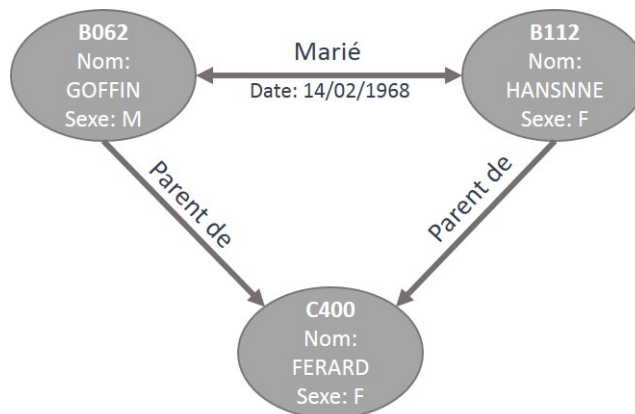 B062
Nom:
GOFFIN
Sexe: M
Marié
Date: 14/02/1968
B112
Nom:
HANSNNE
Sexe: F
Parent de
Parent de
C400
Nom:
FERARD
Sexe: F